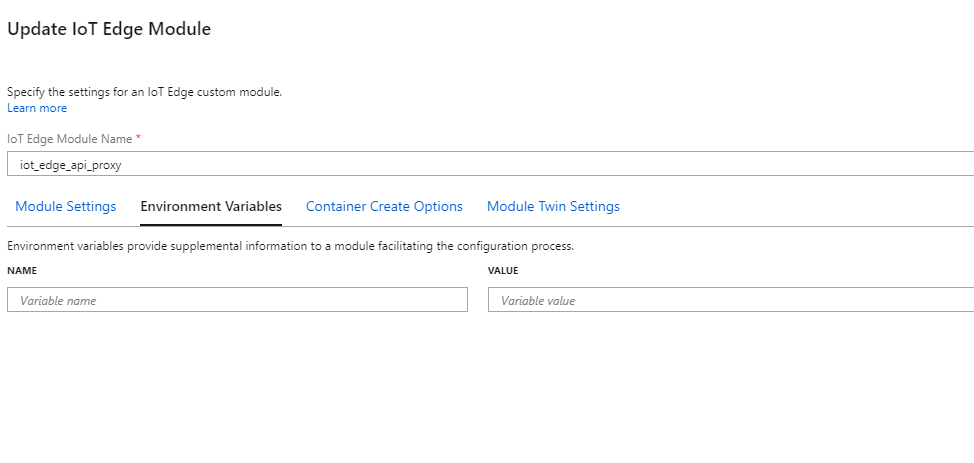 Update IoT Edge Module
Specify the settings for an IoT Edge custom module.
Learn more
IoT Edge Module Name *
iot_edge_api_proxy
Module Settings Environment Variables Container Create Options Module Twin Settings
Environment variables provide supplemental information to a module facilitating the configuration process.
NAME VALUE
Variable name Variable value